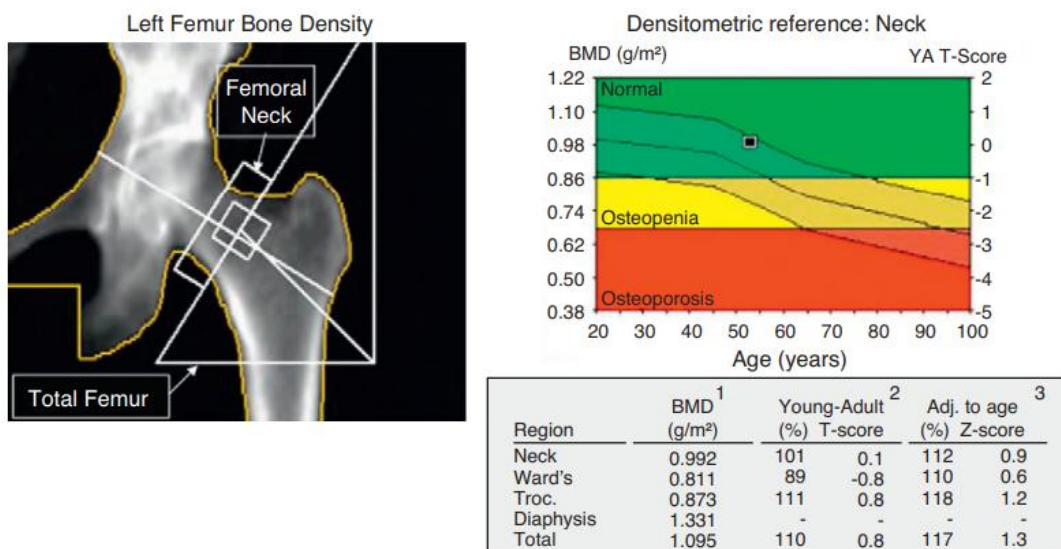 Left Femur Bone Density
Femoral
Neck
Total Femur
Densitometric reference: Neck
BMD (g/m²) YA T-Score
1.22 2
Normal
1.10 1
0.98 0
0.86 -1
0.74 -2
Osteopenia
0.62 -3
0.50 -4
Osteoporosis
0.38 -5
20 30 40 50 60 70 80 90 100
Age (years)
BMD 1 Young-Adult 2 Adj. to age 3
Region (g/m²) (%) T-score (%) Z-score
Neck 0.992 101 0.1 112 0.9
Ward's 0.811 89 -0.8 110 0.6
Troc. 0.873 111 0.8 118 1.2
Diaphysis 1.331 - - - -
Total 1.095 110 0.8 117 1.3